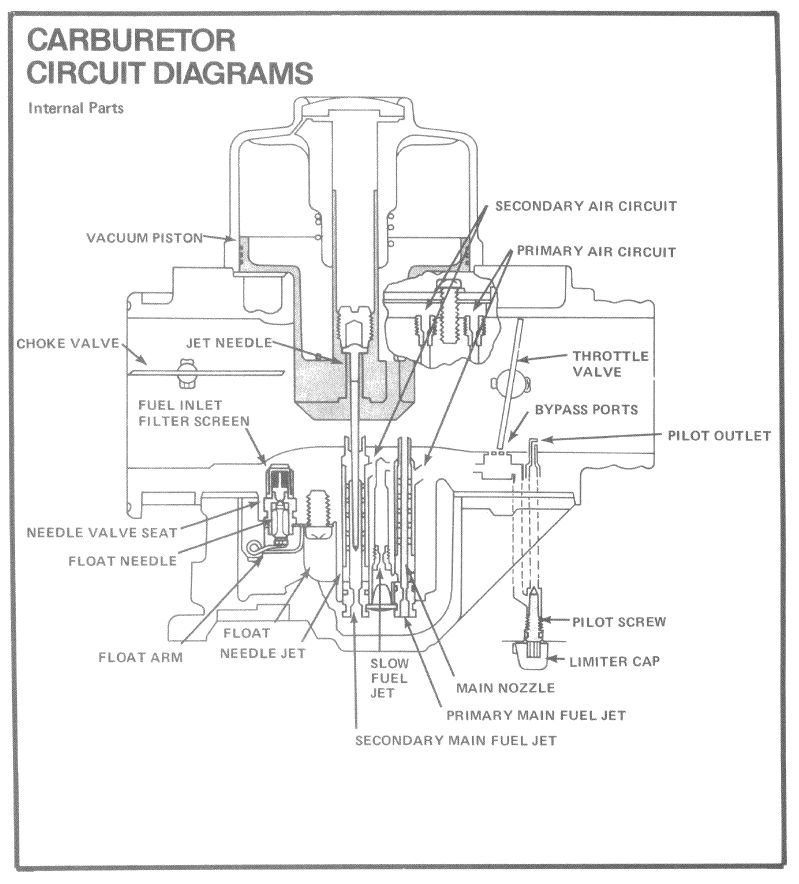 CARBURETOR
CIRCUIT DIAGRAMS
Internal Parts
SECONDARY AIR CIRCUIT
VACUUM PISTON
PRIMARY AIR CIRCUIT
CHOKE VALVE
JET NEEDLE
THROTTLE
VALVE
FUEL INLET
FILTER SCREEN
BYPASS PORTS
PILOT OUTLET
NEEDLE VALVE SEAT
FLOAT NEEDLE
PILOT SCREW
FLOAT
FLOAT ARM
NEEDLE JET
LIMITER CAP
SLOW
FUEL
JET
MAIN NOZZLE
PRIMARY MAIN FUEL JET
SECONDARY MAIN FUEL JET